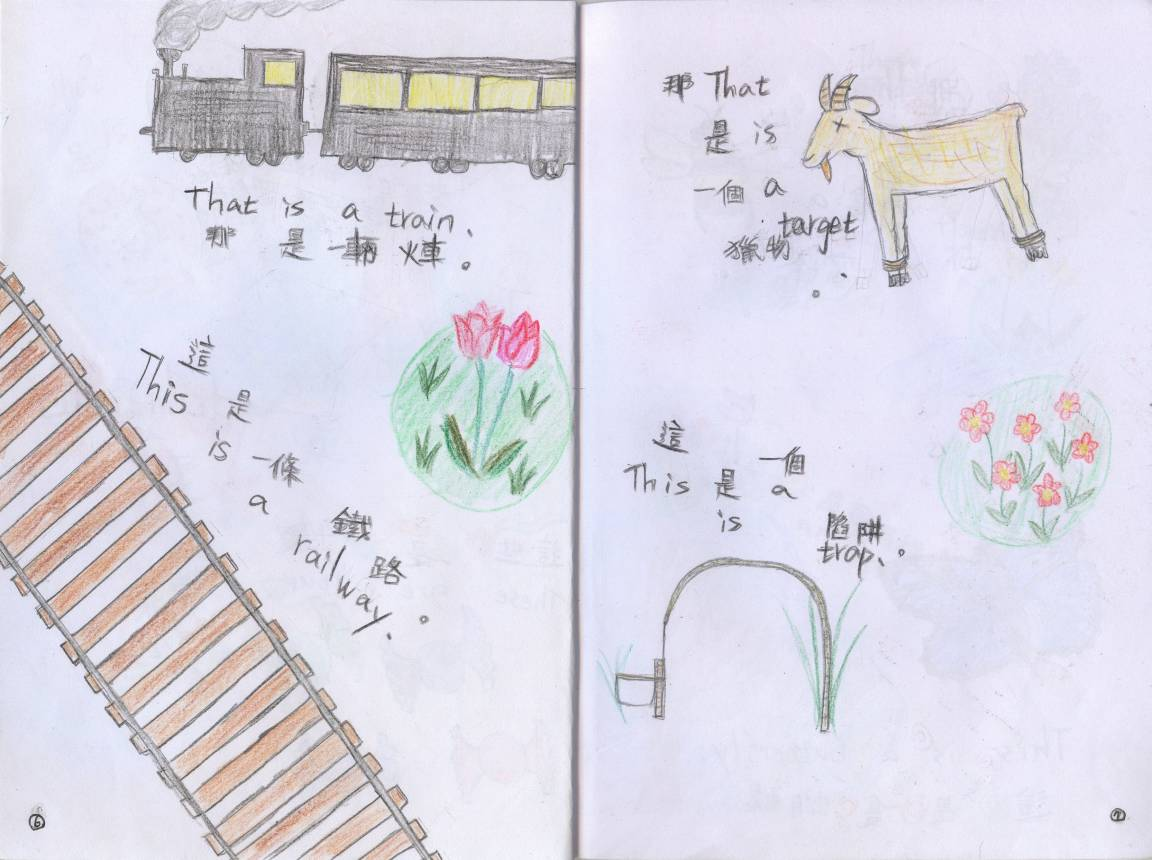 That is a train.
那 是 一輛 火車。
這 是 一條 鐵 路。
This is a railway.
⑥
那 That
是 is
一個 a
target
獵物。
這 是 一個 陷阱。
This is a trap.
⑦